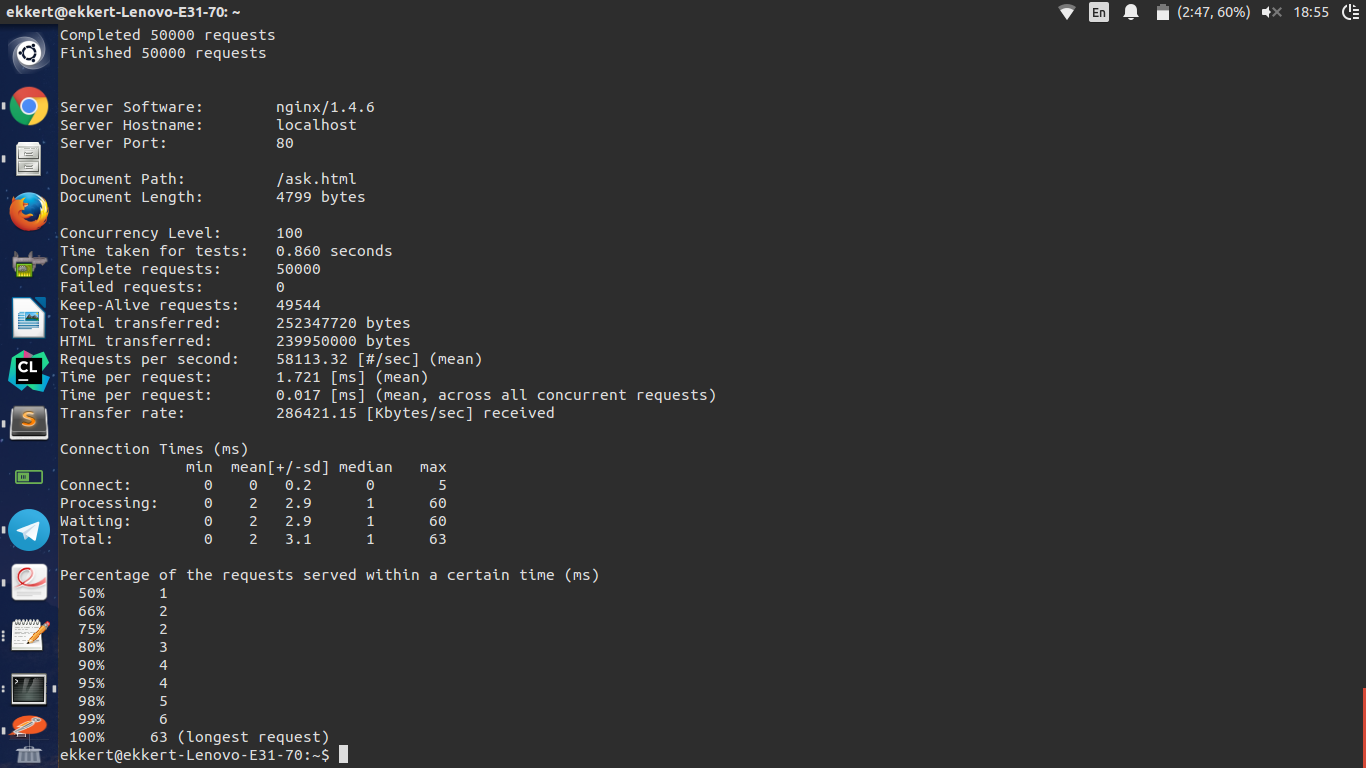 ekkert@ekkert-Lenovo-E31-70: ~
En
(2:47, 60%)
18:55
Completed 50000 requests
Finished 50000 requests
Server Software:        nginx/1.4.6
Server Hostname:        localhost
Server Port:            80
Document Path:          /ask.html
Document Length:        4799 bytes
Concurrency Level:      100
Time taken for tests:   0.860 seconds
Complete requests:      50000
Failed requests:        0
Keep-Alive requests:    49544
Total transferred:      252347720 bytes
HTML transferred:       239950000 bytes
Requests per second:    58113.32 [#/sec] (mean)
Time per request:       1.721 [ms] (mean)
Time per request:       0.017 [ms] (mean, across all concurrent requests)
Transfer rate:          286421.15 [Kbytes/sec] received
Connection Times (ms)
              min  mean[+/-sd] median   max
Connect:        0    0   0.2      0       5
Processing:     0    2   2.9      1      60
Waiting:        0    2   2.9      1      60
Total:          0    2   3.1      1      63
Percentage of the requests served within a certain time (ms)
  50%      1
  66%      2
  75%      2
  80%      3
  90%      4
  95%      4
  98%      5
  99%      6
 100%     63 (longest request)
ekkert@ekkert-Lenovo-E31-70:~$
CL
S